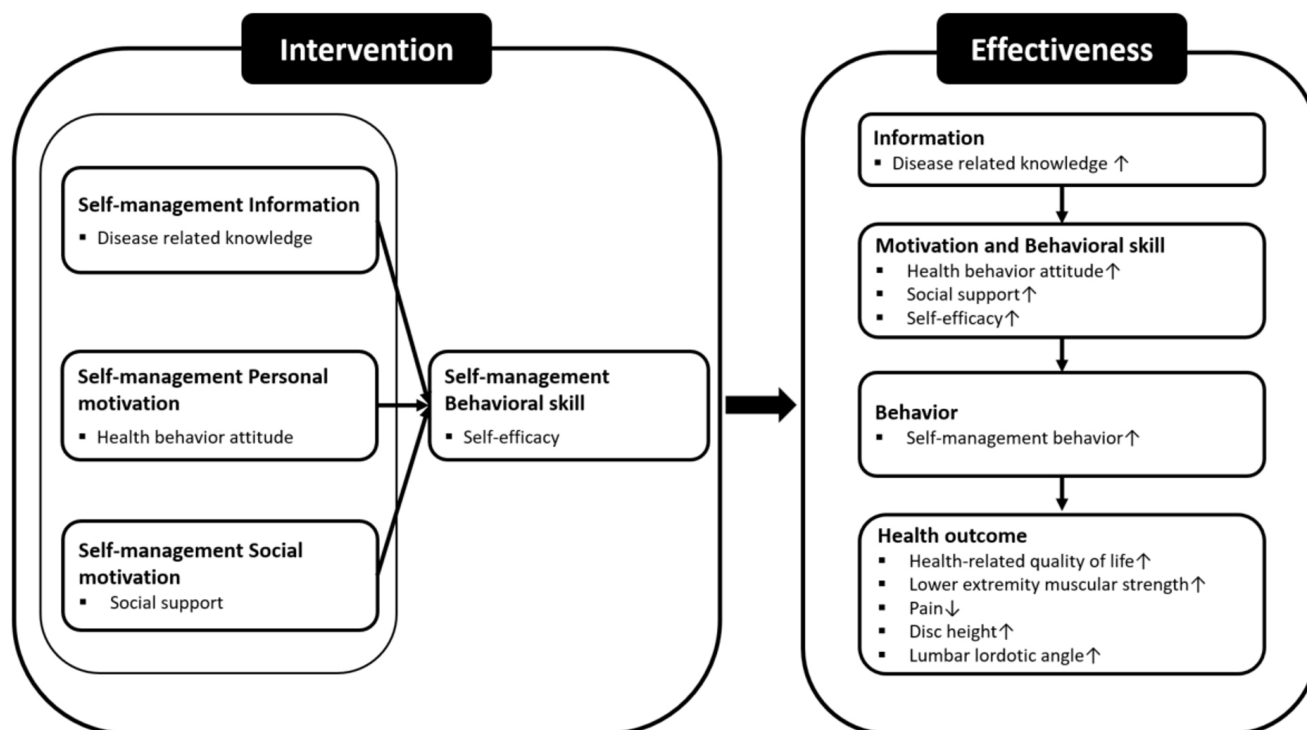 Intervention
Self-management Information
▪ Disease related knowledge
Self-management Personal
motivation
▪ Health behavior attitude
Self-management Social
motivation
▪ Social support
Self-management
Behavioral skill
▪ Self-efficacy
Effectiveness
Information
▪ Disease related knowledge ↑
Motivation and Behavioral skill
▪ Health behavior attitude↑
▪ Social support↑
▪ Self-efficacy↑
Behavior
▪ Self-management behavior↑
Health outcome
▪ Health-related quality of life↑
▪ Lower extremity muscular strength↑
▪ Pain↓
▪ Disc height↑
▪ Lumbar lordotic angle↑